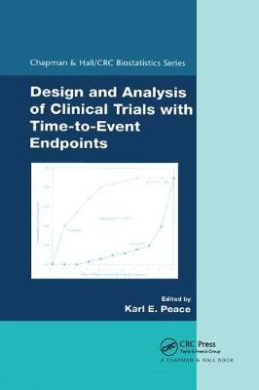 Chapman & Hall/CRC Biostatistics Series
Design and Analysis
of Clinical Trials with
Time-to-Event
Endpoints
Edited by
Karl E. Peace
CRC Press
Taylor & Francis Group
A CHAPMAN & HALL BOOK